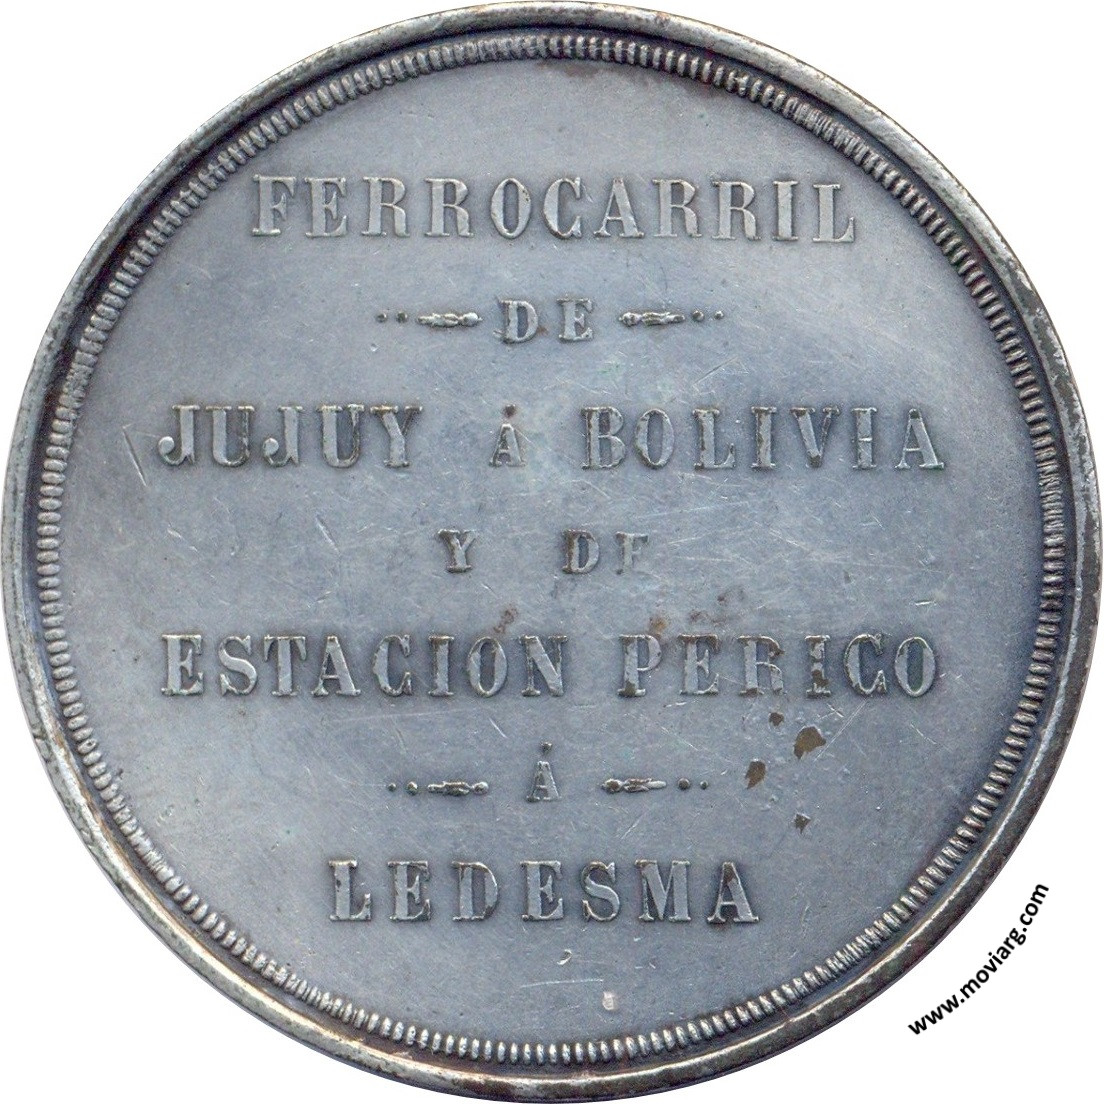 FERROCARRIL
DE
JUJUY Á BOLIVIA
Y DE
ESTACION PERICO
Á
LEDESMA
www.moviarg.com